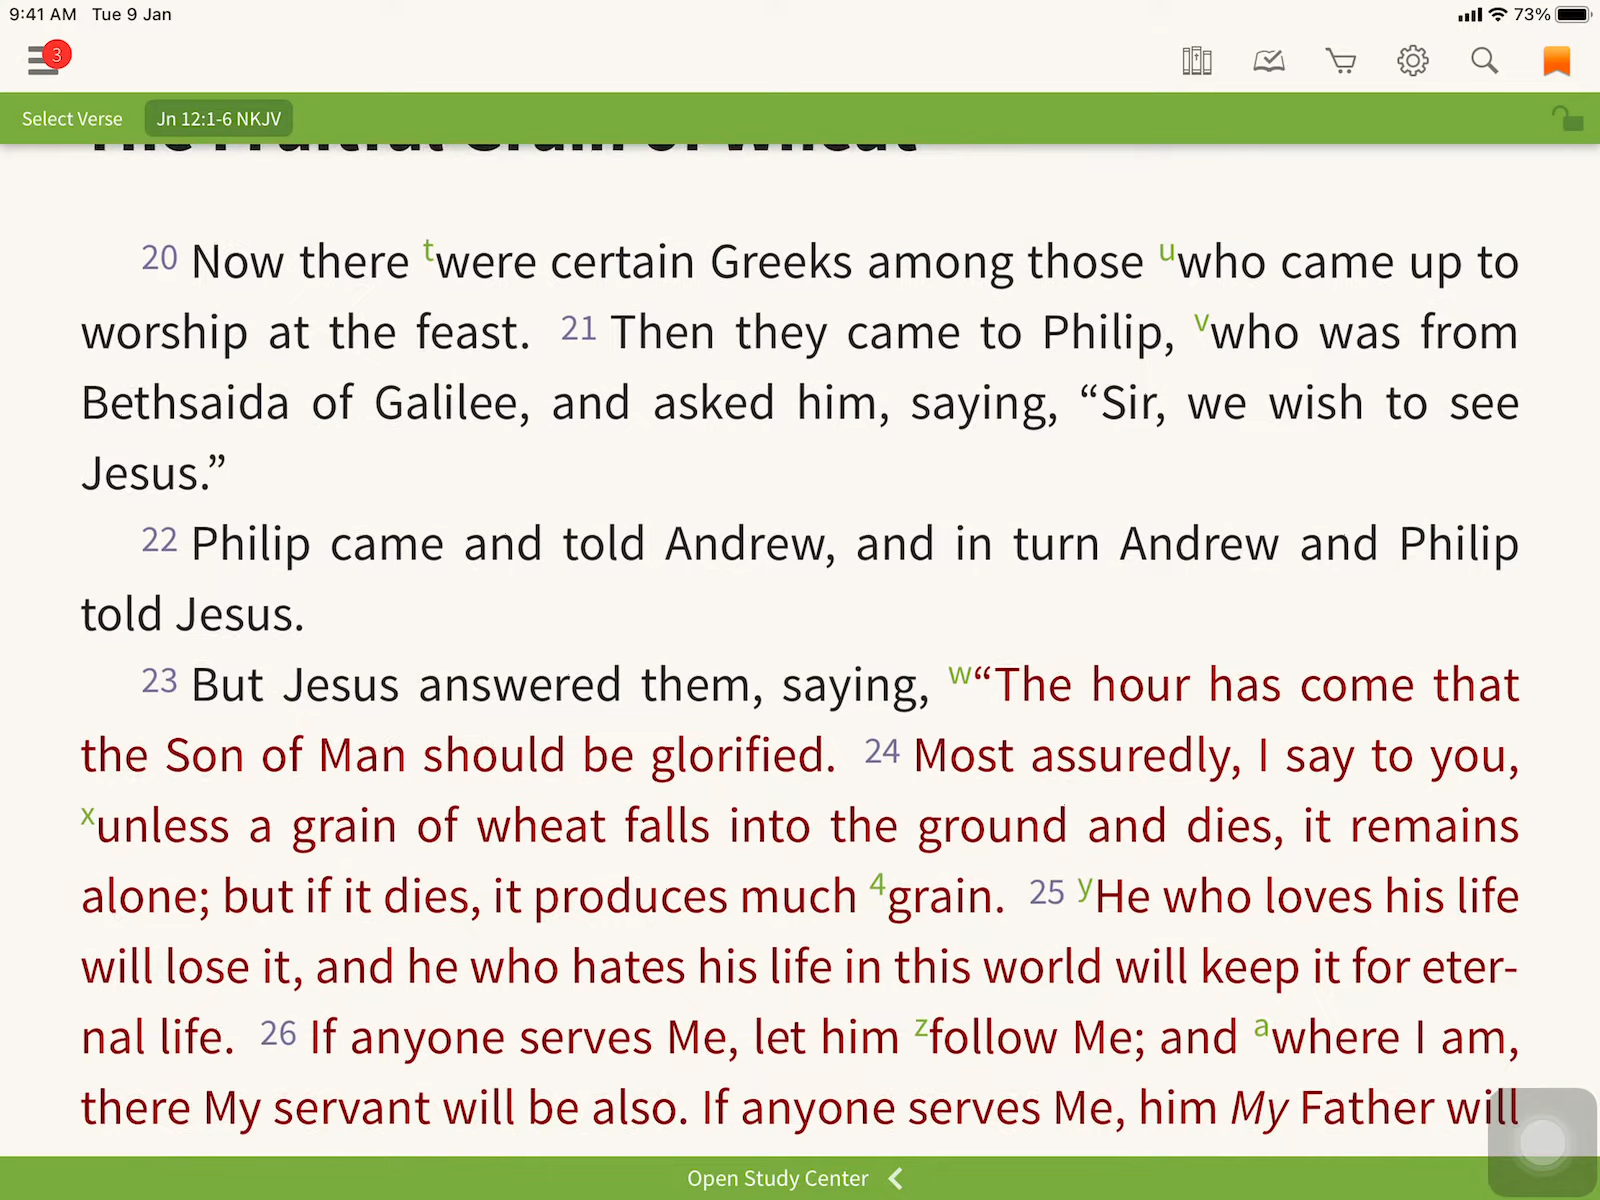 9:41 AM Tue 9 Jan
73%
3
Select Verse Jn 12:1-6 NKJV
The Fruitful Grain of Wheat
20 Now there twere certain Greeks among those uwho came up to
worship at the feast. 21 Then they came to Philip, vwho was from
Bethsaida of Galilee, and asked him, saying, “Sir, we wish to see
Jesus.”
22 Philip came and told Andrew, and in turn Andrew and Philip
told Jesus.
23 But Jesus answered them, saying, w“The hour has come that
the Son of Man should be glorified. 24 Most assuredly, I say to you,
xunless a grain of wheat falls into the ground and dies, it remains
alone; but if it dies, it produces much 4grain. 25 yHe who loves his life
will lose it, and he who hates his life in this world will keep it for eter-
nal life. 26 If anyone serves Me, let him zfollow Me; and awhere I am,
there My servant will be also. If anyone serves Me, him My Father will
Open Study Center